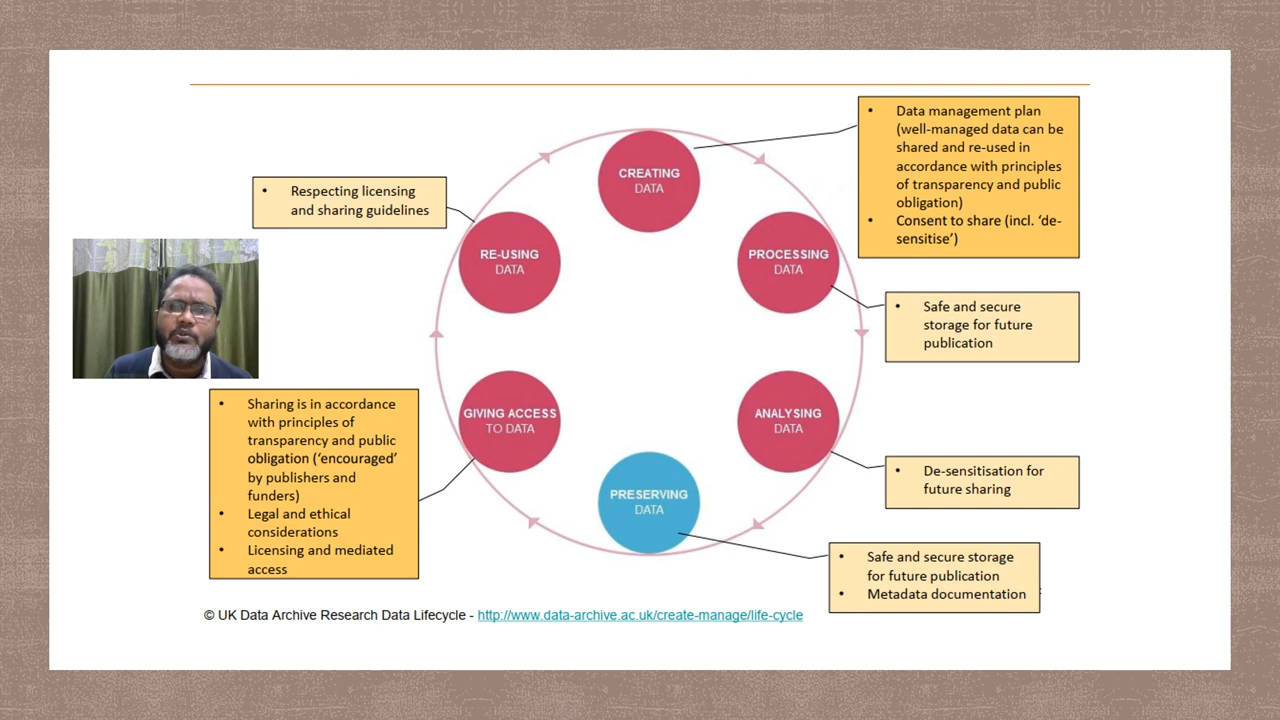 • Data management plan
(well-managed data can be
shared and re-used in
accordance with principles
of transparency and public
obligation)
• Consent to share (incl. ‘de-
sensitise’)
CREATING
DATA
• Respecting licensing
and sharing guidelines
RE-USING
DATA
PROCESSING
DATA
• Safe and secure
storage for future
publication
• Sharing is in accordance
with principles of
transparency and public
obligation (‘encouraged’
by publishers and
funders)
• Legal and ethical
considerations
• Licensing and mediated
access
GIVING ACCESS
TO DATA
ANALYSING
DATA
• De-sensitisation for
future sharing
PRESERVING
DATA
• Safe and secure storage
for future publication
• Metadata documentation
© UK Data Archive Research Data Lifecycle - http://www.data-archive.ac.uk/create-manage/life-cycle